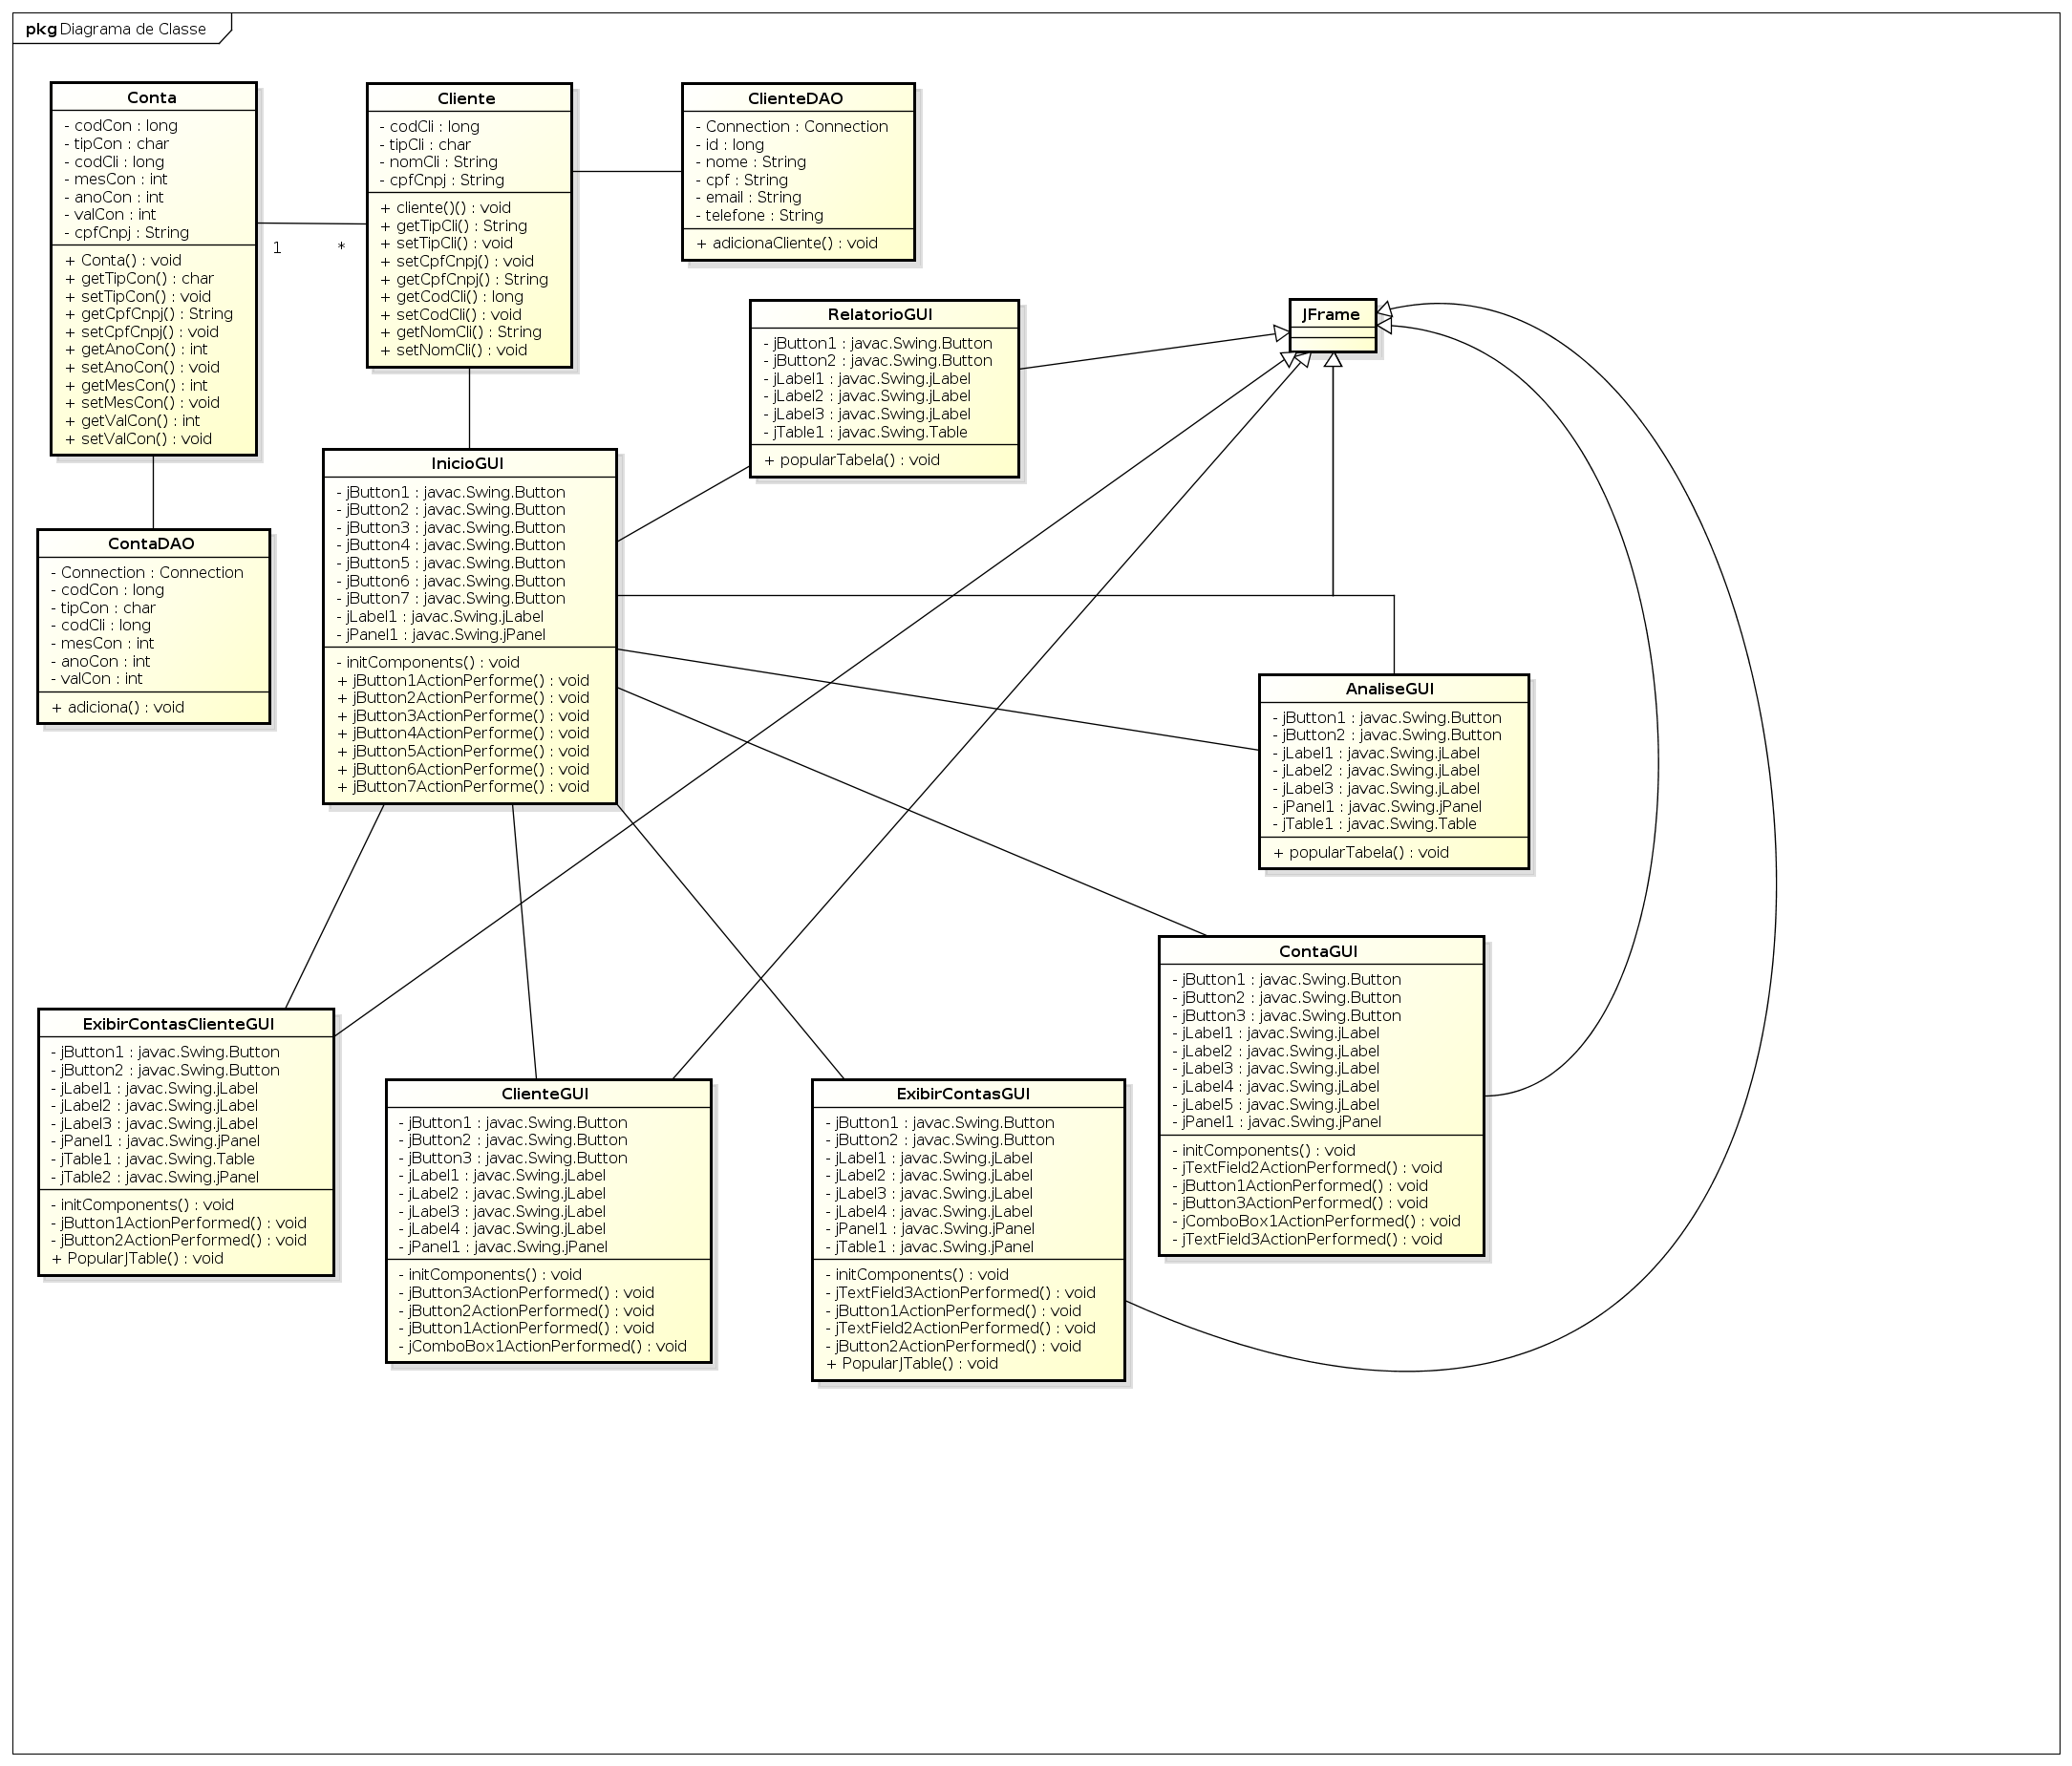 pkg Diagrama de Classe
Conta
- codCon : long
- tipCon : char
- codCli : long
- mesCon : int
- anoCon : int
- valCon : int
- cpfCnpj : String
+ Conta() : void
+ getTipCon() : char
+ setTipCon() : void
+ getCpfCnpj() : String
+ setCpfCnpj() : void
+ getAnoCon() : int
+ setAnoCon() : void
+ getMesCon() : int
+ setMesCon() : void
+ getValCon() : int
+ setValCon() : void
1
*
Cliente
- codCli : long
- tipCli : char
- nomCli : String
- cpfCnpj : String
+ cliente()() : void
+ getTipCli() : String
+ setTipCli() : void
+ setCpfCnpj() : void
+ getCpfCnpj() : String
+ getCodCli() : long
+ setCodCli() : void
+ getNomCli() : String
+ setNomCli() : void
ClienteDAO
- Connection : Connection
- id : long
- nome : String
- cpf : String
- email : String
- telefone : String
+ adicionaCliente() : void
RelatorioGUI
- jButton1 : javac.Swing.Button
- jButton2 : javac.Swing.Button
- jLabel1 : javac.Swing.jLabel
- jLabel2 : javac.Swing.jLabel
- jLabel3 : javac.Swing.jLabel
- jTable1 : javac.Swing.Table
+ popularTabela() : void
JFrame
InicioGUI
- jButton1 : javac.Swing.Button
- jButton2 : javac.Swing.Button
- jButton3 : javac.Swing.Button
- jButton4 : javac.Swing.Button
- jButton5 : javac.Swing.Button
- jButton6 : javac.Swing.Button
- jButton7 : javac.Swing.Button
- jLabel1 : javac.Swing.jLabel
- jPanel1 : javac.Swing.jPanel
- initComponents() : void
+ jButton1ActionPerforme() : void
+ jButton2ActionPerforme() : void
+ jButton3ActionPerforme() : void
+ jButton4ActionPerforme() : void
+ jButton5ActionPerforme() : void
+ jButton6ActionPerforme() : void
+ jButton7ActionPerforme() : void
ContaDAO
- Connection : Connection
- codCon : long
- tipCon : char
- codCli : long
- mesCon : int
- anoCon : int
- valCon : int
+ adiciona() : void
AnaliseGUI
- jButton1 : javac.Swing.Button
- jButton2 : javac.Swing.Button
- jLabel1 : javac.Swing.jLabel
- jLabel2 : javac.Swing.jLabel
- jLabel3 : javac.Swing.jLabel
- jPanel1 : javac.Swing.jPanel
- jTable1 : javac.Swing.Table
+ popularTabela() : void
ContaGUI
- jButton1 : javac.Swing.Button
- jButton2 : javac.Swing.Button
- jButton3 : javac.Swing.Button
- jLabel1 : javac.Swing.jLabel
- jLabel2 : javac.Swing.jLabel
- jLabel3 : javac.Swing.jLabel
- jLabel4 : javac.Swing.jLabel
- jLabel5 : javac.Swing.jLabel
- jPanel1 : javac.Swing.jPanel
- initComponents() : void
- jTextField2ActionPerformed() : void
- jButton1ActionPerformed() : void
- jButton3ActionPerformed() : void
- jComboBox1ActionPerformed() : void
- jTextField3ActionPerformed() : void
ExibirContasClienteGUI
- jButton1 : javac.Swing.Button
- jButton2 : javac.Swing.Button
- jLabel1 : javac.Swing.jLabel
- jLabel2 : javac.Swing.jLabel
- jLabel3 : javac.Swing.jLabel
- jPanel1 : javac.Swing.jPanel
- jTable1 : javac.Swing.Table
- jTable2 : javac.Swing.jPanel
- initComponents() : void
- jButton1ActionPerformed() : void
- jButton2ActionPerformed() : void
+ PopularJTable() : void
ClienteGUI
- jButton1 : javac.Swing.Button
- jButton2 : javac.Swing.Button
- jButton3 : javac.Swing.Button
- jLabel1 : javac.Swing.jLabel
- jLabel2 : javac.Swing.jLabel
- jLabel3 : javac.Swing.jLabel
- jLabel4 : javac.Swing.jLabel
- jPanel1 : javac.Swing.jPanel
- initComponents() : void
- jButton3ActionPerformed() : void
- jButton2ActionPerformed() : void
- jButton1ActionPerformed() : void
- jComboBox1ActionPerformed() : void
ExibirContasGUI
- jButton1 : javac.Swing.Button
- jButton2 : javac.Swing.Button
- jLabel1 : javac.Swing.jLabel
- jLabel2 : javac.Swing.jLabel
- jLabel3 : javac.Swing.jLabel
- jLabel4 : javac.Swing.jLabel
- jPanel1 : javac.Swing.jPanel
- jTable1 : javac.Swing.jPanel
- initComponents() : void
- jTextField3ActionPerformed() : void
- jButton1ActionPerformed() : void
- jTextField2ActionPerformed() : void
- jButton2ActionPerformed() : void
+ PopularJTable() : void